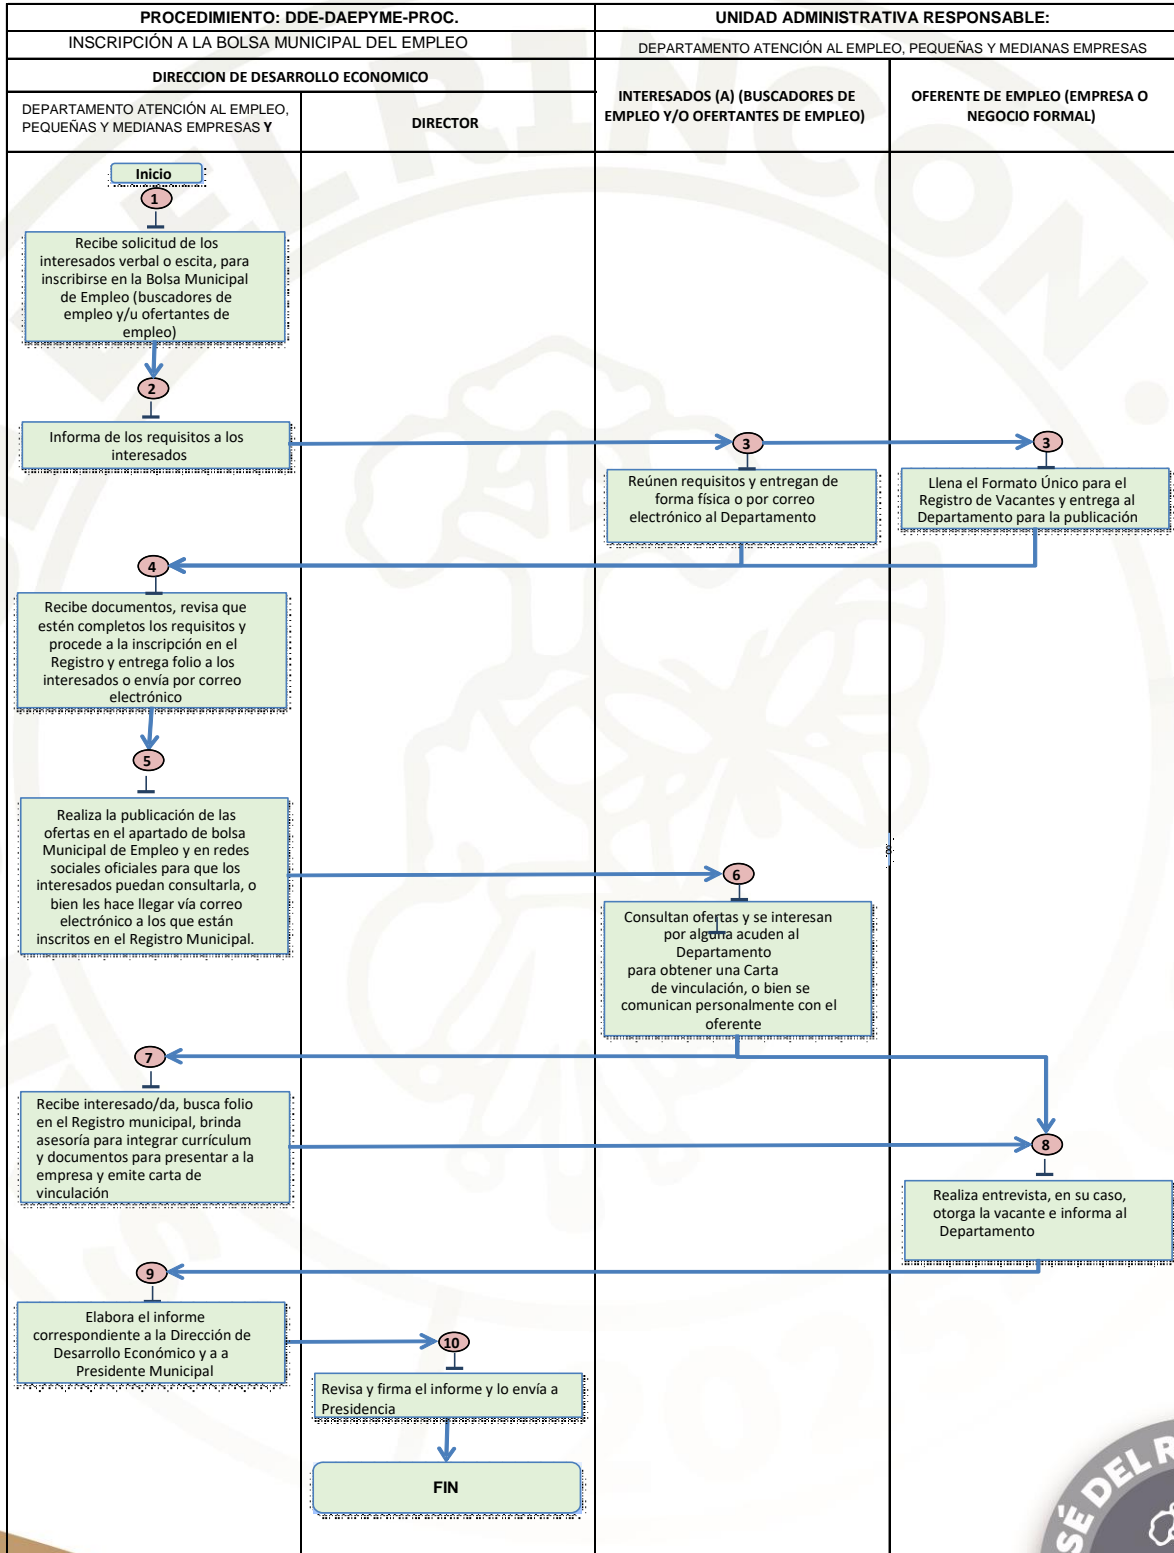 PROCEDIMIENTO: DDE-DAEPYME-PROC.
UNIDAD ADMINISTRATIVA RESPONSABLE:
INSCRIPCIÓN A LA BOLSA MUNICIPAL DEL EMPLEO
DEPARTAMENTO ATENCIÓN AL EMPLEO, PEQUEÑAS Y MEDIANAS EMPRESAS
DIRECCION DE DESARROLLO ECONOMICO
DEPARTAMENTO ATENCIÓN AL EMPLEO,
PEQUEÑAS Y MEDIANAS EMPRESAS Y
DIRECTOR
INTERESADOS (A) (BUSCADORES DE
EMPLEO Y/O OFERTANTES DE EMPLEO)
OFERENTE DE EMPLEO (EMPRESA O
NEGOCIO FORMAL)
Inicio
1
Recibe solicitud de los
interesados verbal o escita, para
inscribirse en la Bolsa Municipal
de Empleo (buscadores de
empleo y/u ofertantes de
empleo)
2
Informa de los requisitos a los
interesados
3
Reúnen requisitos y entregan de
forma física o por correo
electrónico al Departamento
3
Llena el Formato Único para el
Registro de Vacantes y entrega al
Departamento para la publicación
4
Recibe documentos, revisa que
estén completos los requisitos y
procede a la inscripción en el
Registro y entrega folio a los
interesados o envía por correo
electrónico
5
Realiza la publicación de las
ofertas en el apartado de bolsa
Municipal de Empleo y en redes
sociales oficiales para que los
interesados puedan consultarla, o
bien les hace llegar vía correo
electrónico a los que están
inscritos en el Registro Municipal.
6
Consultan ofertas y se interesan
por alguna acuden al
Departamento
para obtener una Carta
de vinculación, o bien se
comunican personalmente con el
oferente
7
Recibe interesado/da, busca folio
en el Registro municipal, brinda
asesoría para integrar currículum
y documentos para presentar a la
empresa y emite carta de
vinculación
8
Realiza entrevista, en su caso,
otorga la vacante e informa al
Departamento
9
Elabora el informe
correspondiente a la Dirección de
Desarrollo Económico y a a
Presidente Municipal
10
Revisa y firma el informe y lo envía a
Presidencia
FIN
SÉ DEL R
EL RINCON